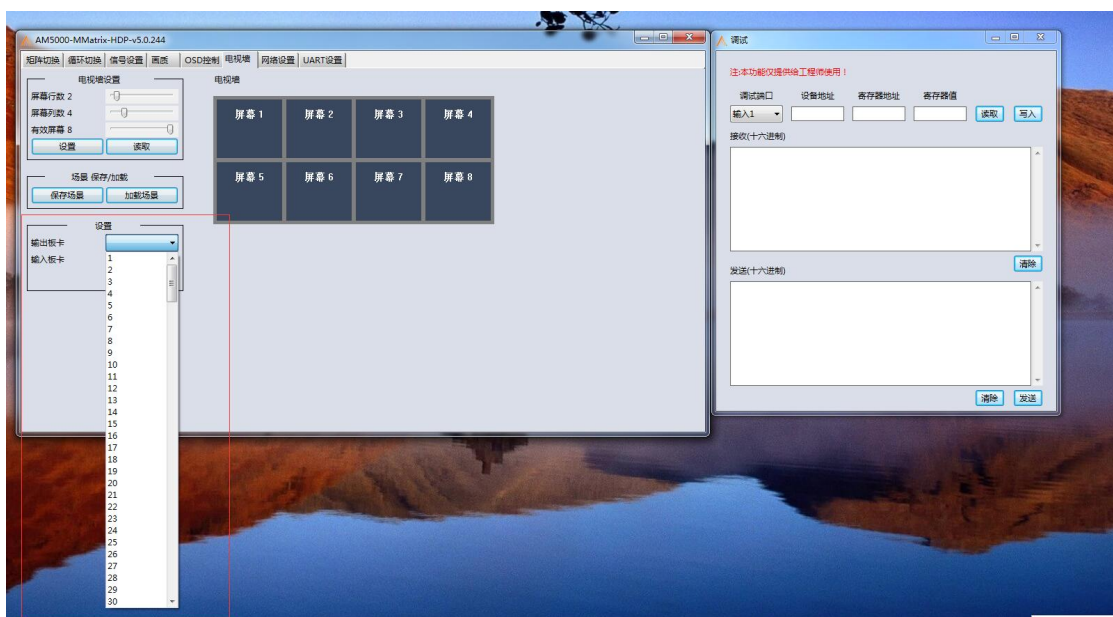 AM5000-MMatrix-HDP-v5.0.244
矩阵切换 循环切换 信号设置 画质 OSD控制 电视墙 网络设置 UART设置
电视墙设置
屏幕行数 2
屏幕列数 4
有效屏幕 8
设置 读取
场景 保存/加载
保存场景 加载场景
设置
输出板卡
输入板卡
1
2
3
4
5
6
7
8
9
10
11
12
13
14
15
16
17
18
19
20
21
22
23
24
25
26
27
28
29
30
电视墙
屏幕 1 屏幕 2 屏幕 3 屏幕 4
屏幕 5 屏幕 6 屏幕 7 屏幕 8
调试
注:本功能仅提供给工程师使用！
调试端口 设备地址 寄存器地址 寄存器值
输入1 读取 写入
接收(十六进制)
清除
发送(十六进制)
清除 发送